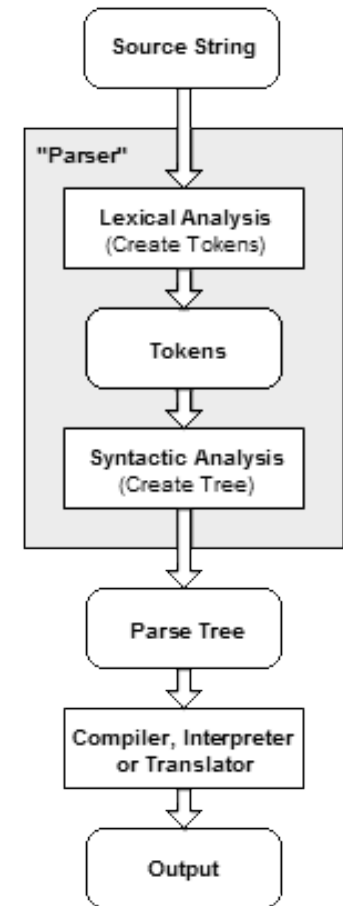 Source String
"Parser"
Lexical Analysis
(Create Tokens)
Tokens
Syntactic Analysis
(Create Tree)
Parse Tree
Compiler, Interpreter
or Translator
Output